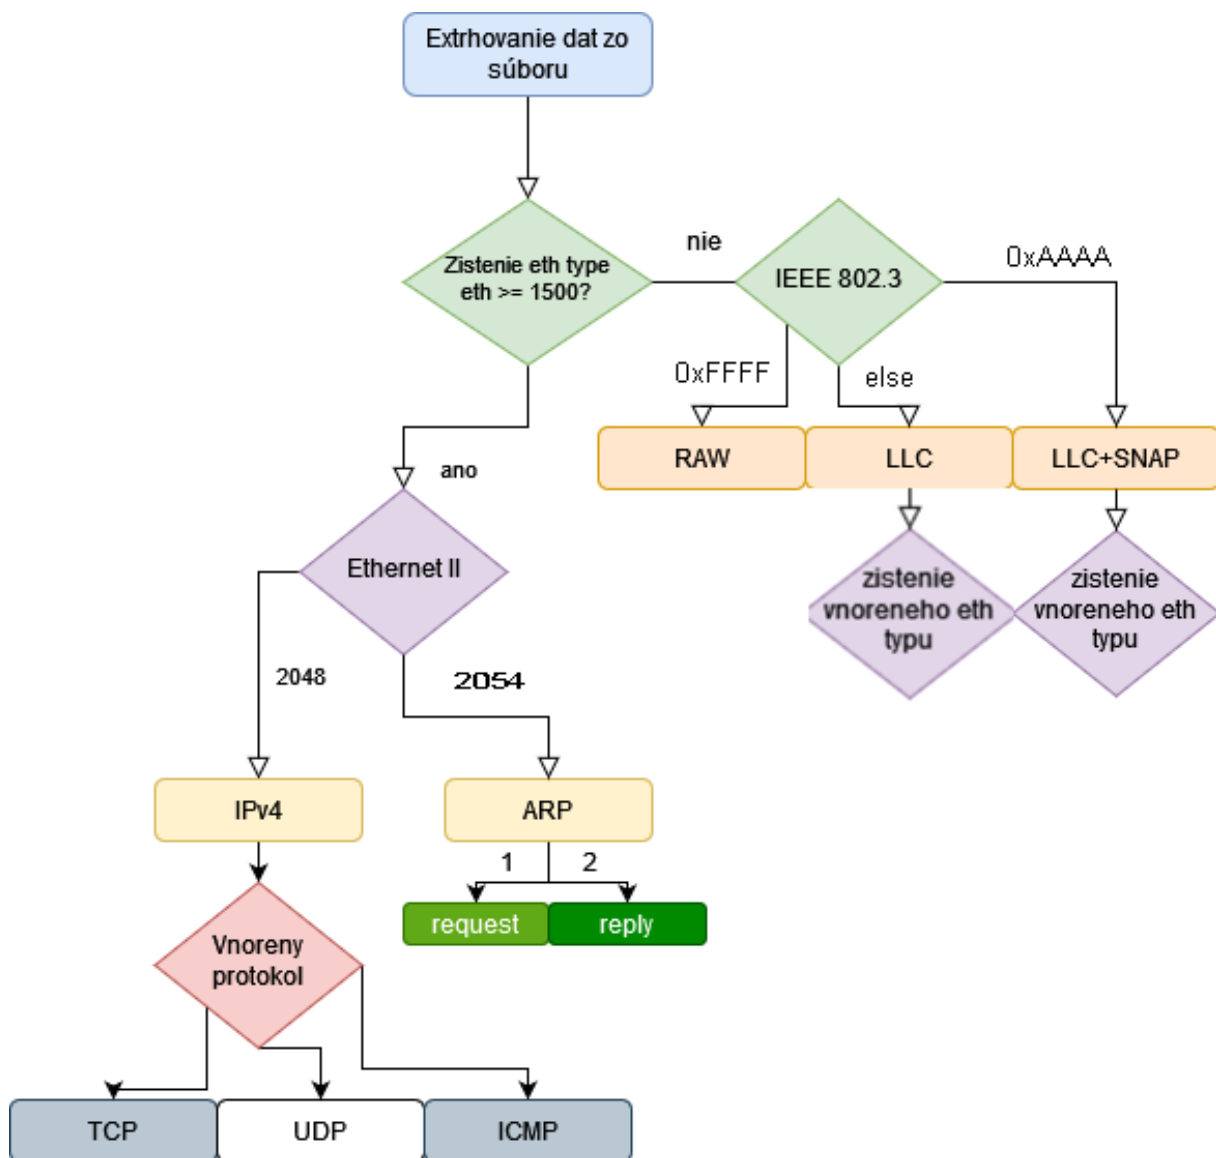 Extrhovanie dat zo
súboru
nie
0xAAAA
Zistenie eth type
eth >= 1500?
IEEE 802.3
0xFFFF
else
RAW
LLC
LLC+SNAP
ano
Ethernet II
zistenie
vnoreneho eth
typu
zistenie
vnoreneho eth
typu
2048
2054
IPv4
ARP
1
2
request
reply
Vnoreny
protokol
TCP
UDP
ICMP